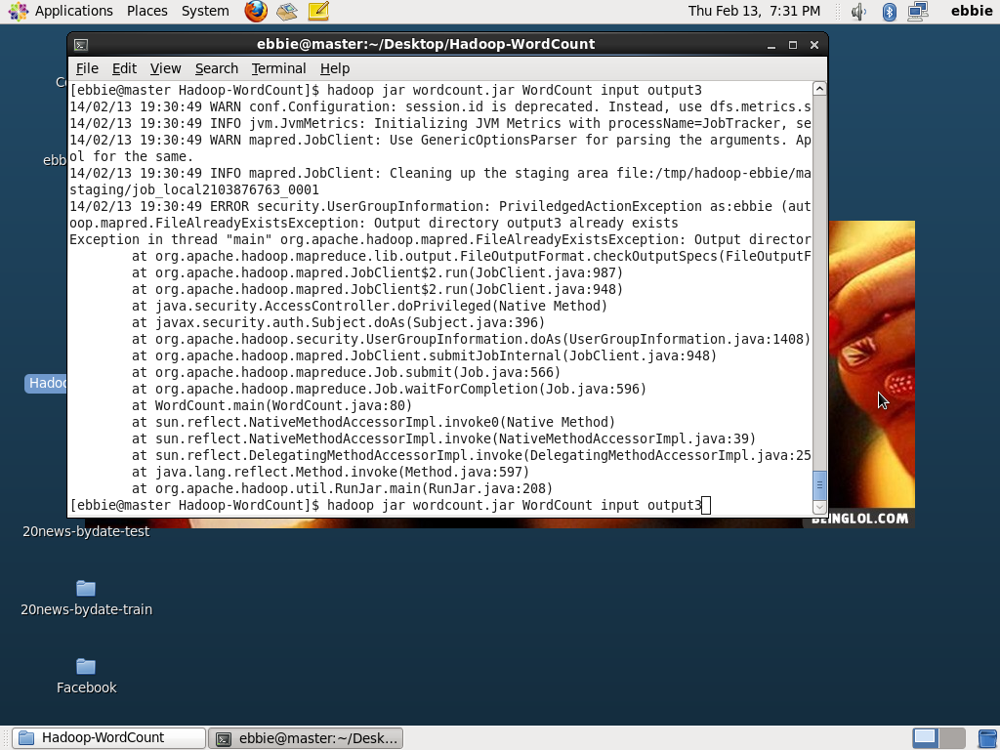 Applications Places System Thu Feb 13, 7:31 PM ebbie
ebbie@master:~/Desktop/Hadoop-WordCount
File Edit View Search Terminal Help
[ebbie@master Hadoop-WordCount]$ hadoop jar wordcount.jar WordCount input output3
14/02/13 19:30:49 WARN conf.Configuration: session.id is deprecated. Instead, use dfs.metrics.s
14/02/13 19:30:49 INFO jvm.JvmMetrics: Initializing JVM Metrics with processName=JobTracker, se
14/02/13 19:30:49 WARN mapred.JobClient: Use GenericOptionsParser for parsing the arguments. Ap
ol for the same.
14/02/13 19:30:49 INFO mapred.JobClient: Cleaning up the staging area file:/tmp/hadoop-ebbie/ma
staging/job_local2103876763_0001
14/02/13 19:30:49 ERROR security.UserGroupInformation: PriviledgedActionException as:ebbie (aut
oop.mapred.FileAlreadyExistsException: Output directory output3 already exists
Exception in thread "main" org.apache.hadoop.mapred.FileAlreadyExistsException: Output director
at org.apache.hadoop.mapreduce.lib.output.FileOutputFormat.checkOutputSpecs(FileOutputF
at org.apache.hadoop.mapred.JobClient$2.run(JobClient.java:987)
at org.apache.hadoop.mapred.JobClient$2.run(JobClient.java:948)
at java.security.AccessController.doPrivileged(Native Method)
at javax.security.auth.Subject.doAs(Subject.java:396)
at org.apache.hadoop.security.UserGroupInformation.doAs(UserGroupInformation.java:1408)
at org.apache.hadoop.mapred.JobClient.submitJobInternal(JobClient.java:948)
at org.apache.hadoop.mapreduce.Job.submit(Job.java:566)
at org.apache.hadoop.mapreduce.Job.waitForCompletion(Job.java:596)
at WordCount.main(WordCount.java:80)
at sun.reflect.NativeMethodAccessorImpl.invoke0(Native Method)
at sun.reflect.NativeMethodAccessorImpl.invoke(NativeMethodAccessorImpl.java:39)
at sun.reflect.DelegatingMethodAccessorImpl.invoke(DelegatingMethodAccessorImpl.java:25
at java.lang.reflect.Method.invoke(Method.java:597)
at org.apache.hadoop.util.RunJar.main(RunJar.java:208)
[ebbie@master Hadoop-WordCount]$ hadoop jar wordcount.jar WordCount input output3
C
ebb
Hadoo
BEINGLOL.COM
20news-bydate-test
20news-bydate-train
Facebook
Hadoop-WordCount
ebbie@master:~/Desk...